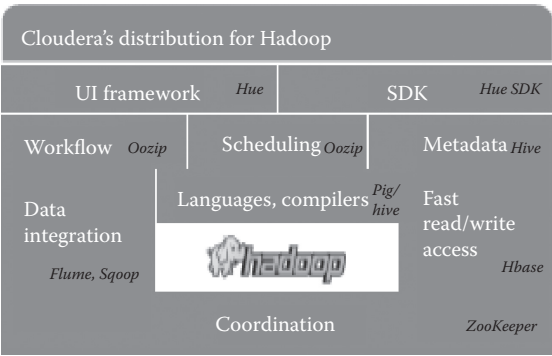 Cloudera's distribution for Hadoop
UI framework Hue
SDK Hue SDK
Workflow Oozip
Scheduling Oozip
Metadata Hive
Languages, compilers Pig/
hive
Data
integration
Flume, Sqoop
Fast
read/write
access
Hbase
hadoop
Coordination ZooKeeper